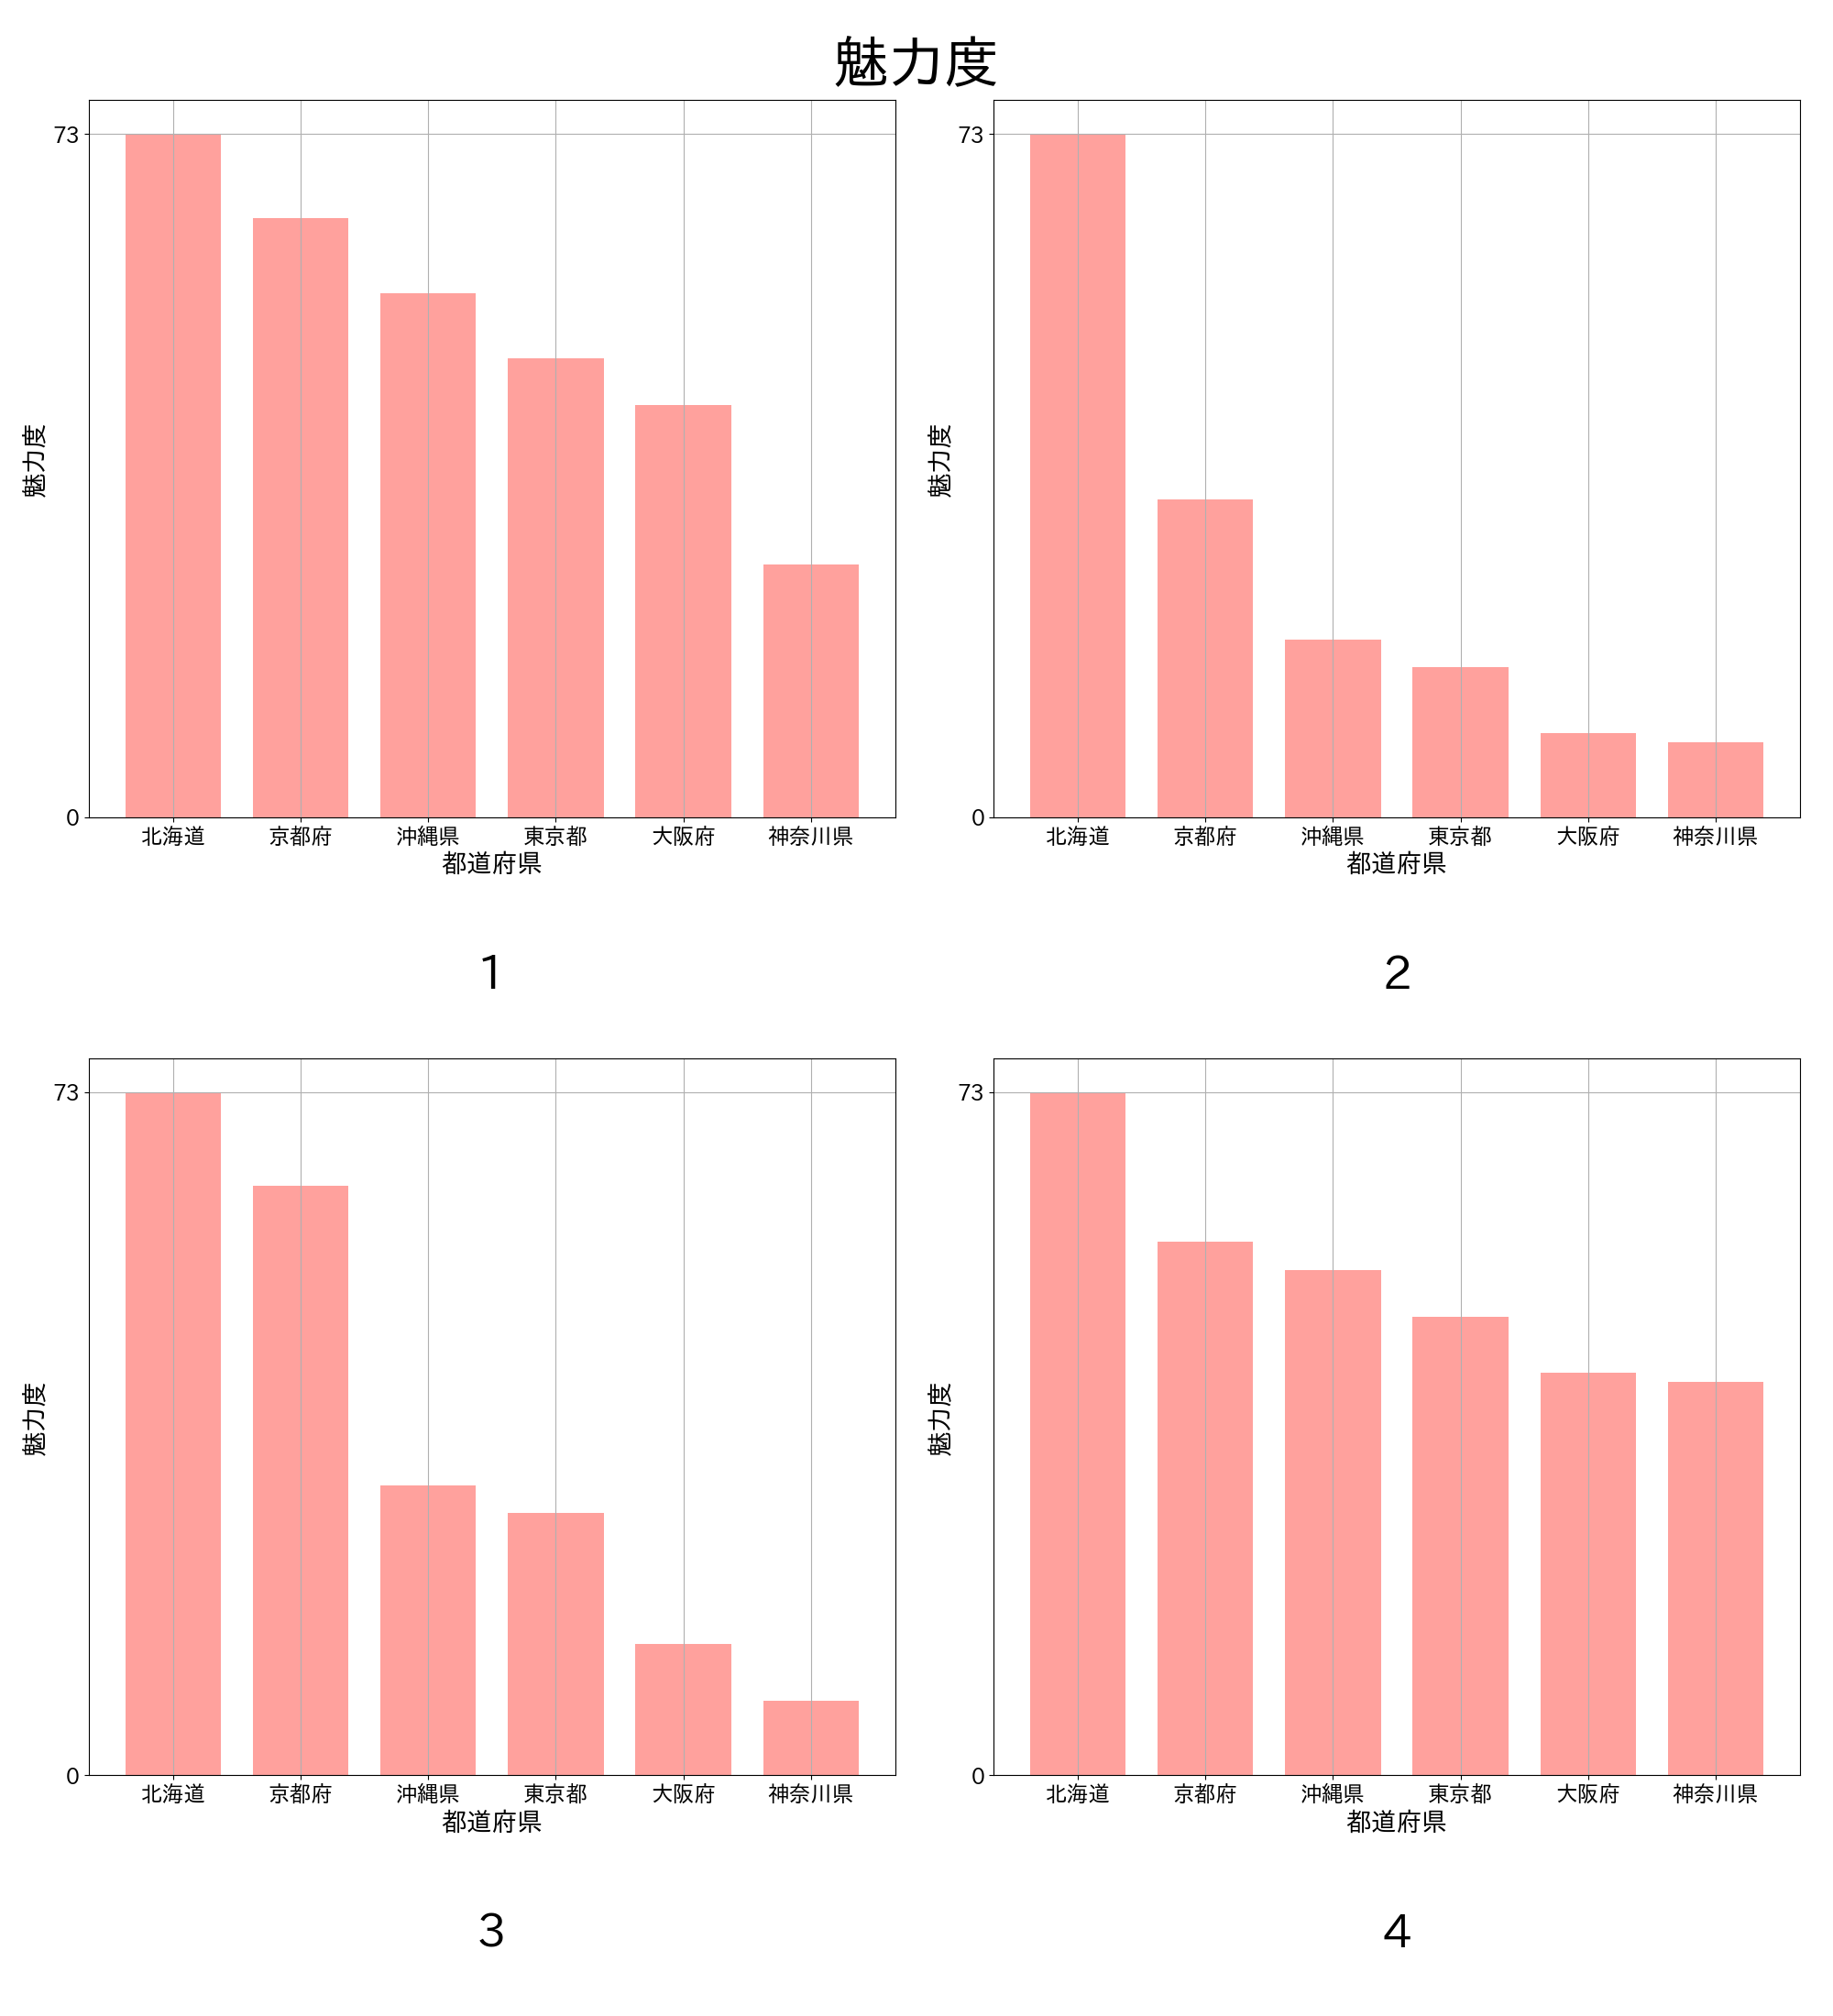 魅力度
73
魅力度
0
北海道 京都府 沖縄県 東京都 大阪府 神奈川県
都道府県
1
73
魅力度
0
北海道 京都府 沖縄県 東京都 大阪府 神奈川県
都道府県
2
73
魅力度
0
北海道 京都府 沖縄県 東京都 大阪府 神奈川県
都道府県
3
73
魅力度
0
北海道 京都府 沖縄県 東京都 大阪府 神奈川県
都道府県
4